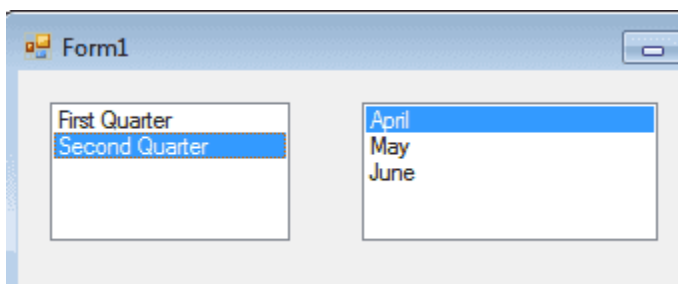 Form1
First Quarter
Second Quarter
April
May
June